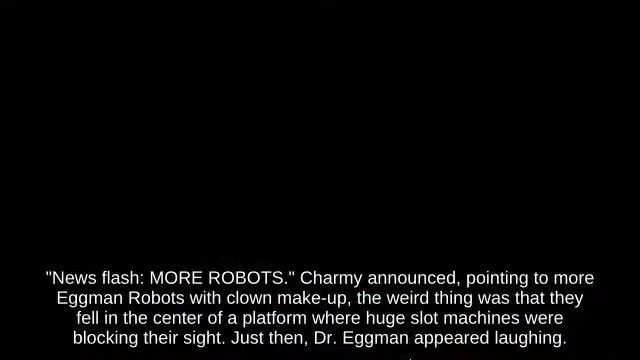 "News flash: MORE ROBOTS." Charmy announced, pointing to more
Eggman Robots with clown make-up, the weird thing was that they
fell in the center of a platform where huge slot machines were
blocking their sight. Just then, Dr. Eggman appeared laughing.